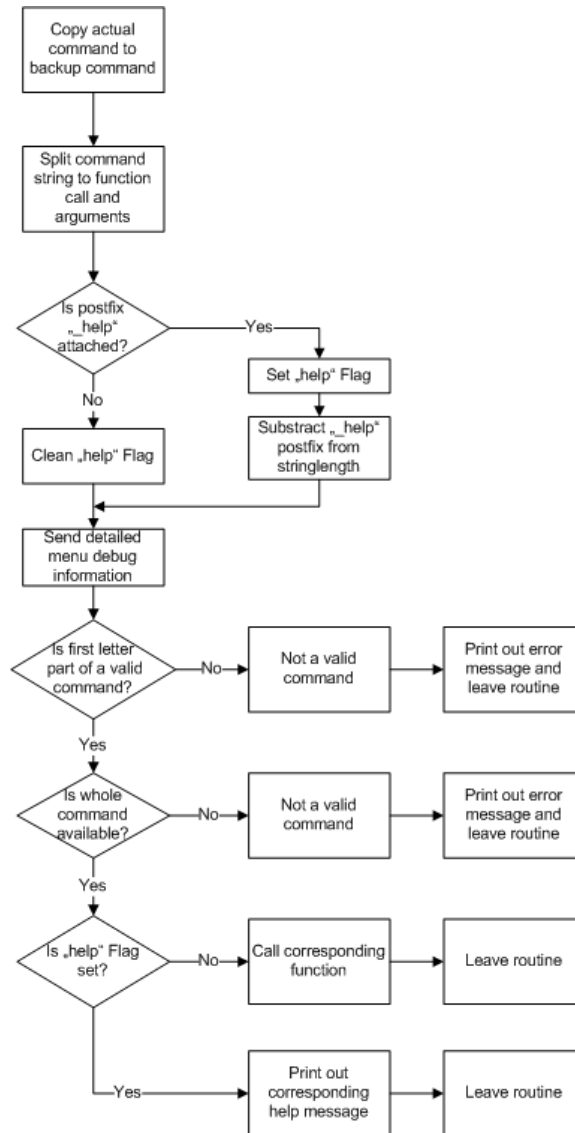 Copy actual
command to
backup command
Split command
string to function
call and
arguments
Is postfix
„_help“
attached?
Yes
Set „help“ Flag
No
Substract „_help“
postfix from
stringlength
Clean „help“ Flag
Send detailed
menu debug
information
Is first letter
part of a valid
command?
No
Not a valid
command
Print out error
message and
leave routine
Yes
Is whole
command
available?
No
Not a valid
command
Print out error
message and
leave routine
Yes
Is „help“ Flag
set?
No
Call corresponding
function
Leave routine
Yes
Print out
corresponding
help message
Leave routine